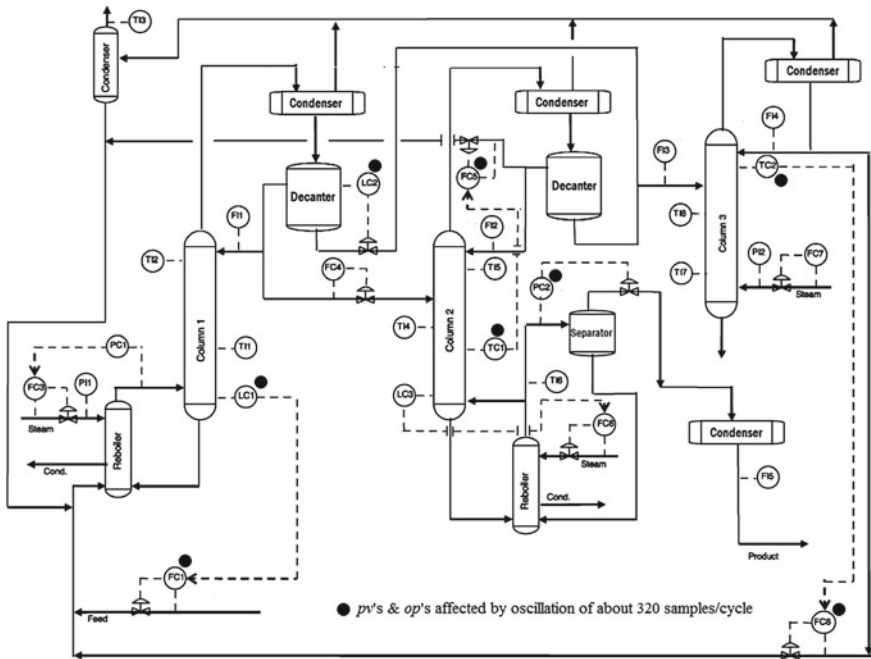 TI3
Condenser
Condenser
Condenser
Condenser
FI4
FI3
TC2
LC2
Decanter
FC5
Decanter
FI1
FI2
TI8
Column 3
TI2
FC4
TI5
PC2
TI7
PI2
FC7
Steam
Column 1
Column 2
TI4
Separator
PC1
TI1
TC1
FC3
PI1
LC1
LC3
TI6
Steam
Reboiler
FC6
Condenser
Steam
Cond.
Reboiler
Cond.
FI5
Product
FC1
pv's & op's affected by oscillation of about 320 samples/cycle
Feed
FC8